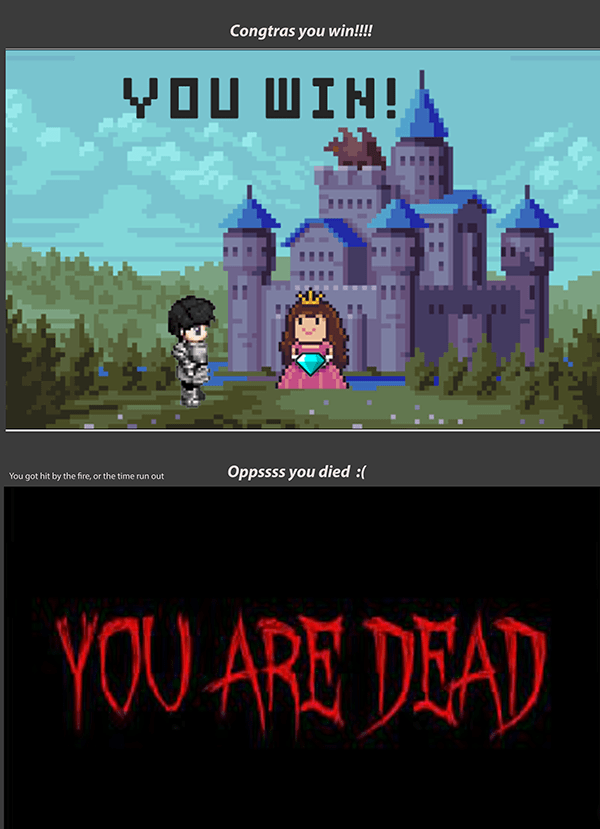 Congtras you win!!!!
YOU WIN!
Oppssss you died  :(
You got hit by the fire, or the time run out
YOU ARE DEAD